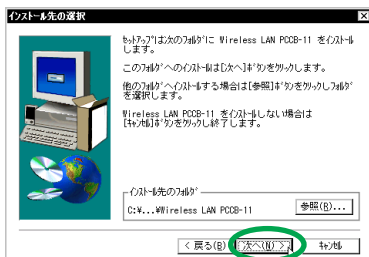 インストール先の選択
ｾｯﾄｱｯﾌﾟは次のﾌｫﾙﾀﾞに Wireless LAN PCCB-11 をｲﾝｽﾄｰﾙ
します。
このﾌｫﾙﾀﾞへのｲﾝｽﾄｰﾙは[次へ]ﾎﾞﾀﾝをｸﾘｯｸします。
他のﾌｫﾙﾀﾞへｲﾝｽﾄｰﾙする場合は[参照]ﾎﾞﾀﾝをｸﾘｯｸしﾌｫﾙﾀﾞ
を選択します。
Wireless LAN PCCB-11 をｲﾝｽﾄｰﾙしない場合は
[ｷｬﾝｾﾙ]ﾎﾞﾀﾝをｸﾘｯｸし終了します。
ｲﾝｽﾄｰﾙ先のﾌｫﾙﾀﾞ
C:¥...¥Wireless LAN PCCB-11
参照(R)...
< 戻る(B)
次へ(N) >
ｷｬﾝｾﾙ